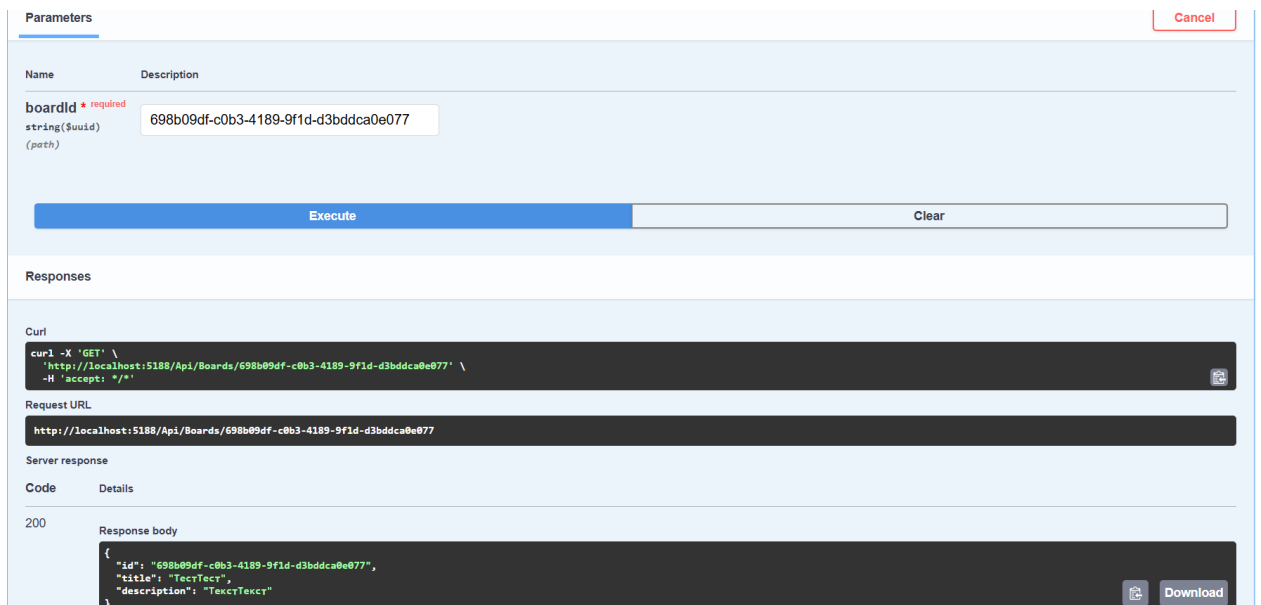 Parameters
Cancel
Name Description
boardId * required
string($uuid)
(path)
698b09df-c0b3-4189-9f1d-d3bddca0e077
Execute
Clear
Responses
Curl
curl -X 'GET' \
'http://localhost:5188/Api/Boards/698b09df-c0b3-4189-9f1d-d3bddca0e077' \
-H 'accept: */*'
Request URL
http://localhost:5188/Api/Boards/698b09df-c0b3-4189-9f1d-d3bddca0e077
Server response
Code Details
200
Response body
{
"id": "698b09df-c0b3-4189-9f1d-d3bddca0e077",
"title": "ТестТест",
"description": "ТекстТекст"
}
Download